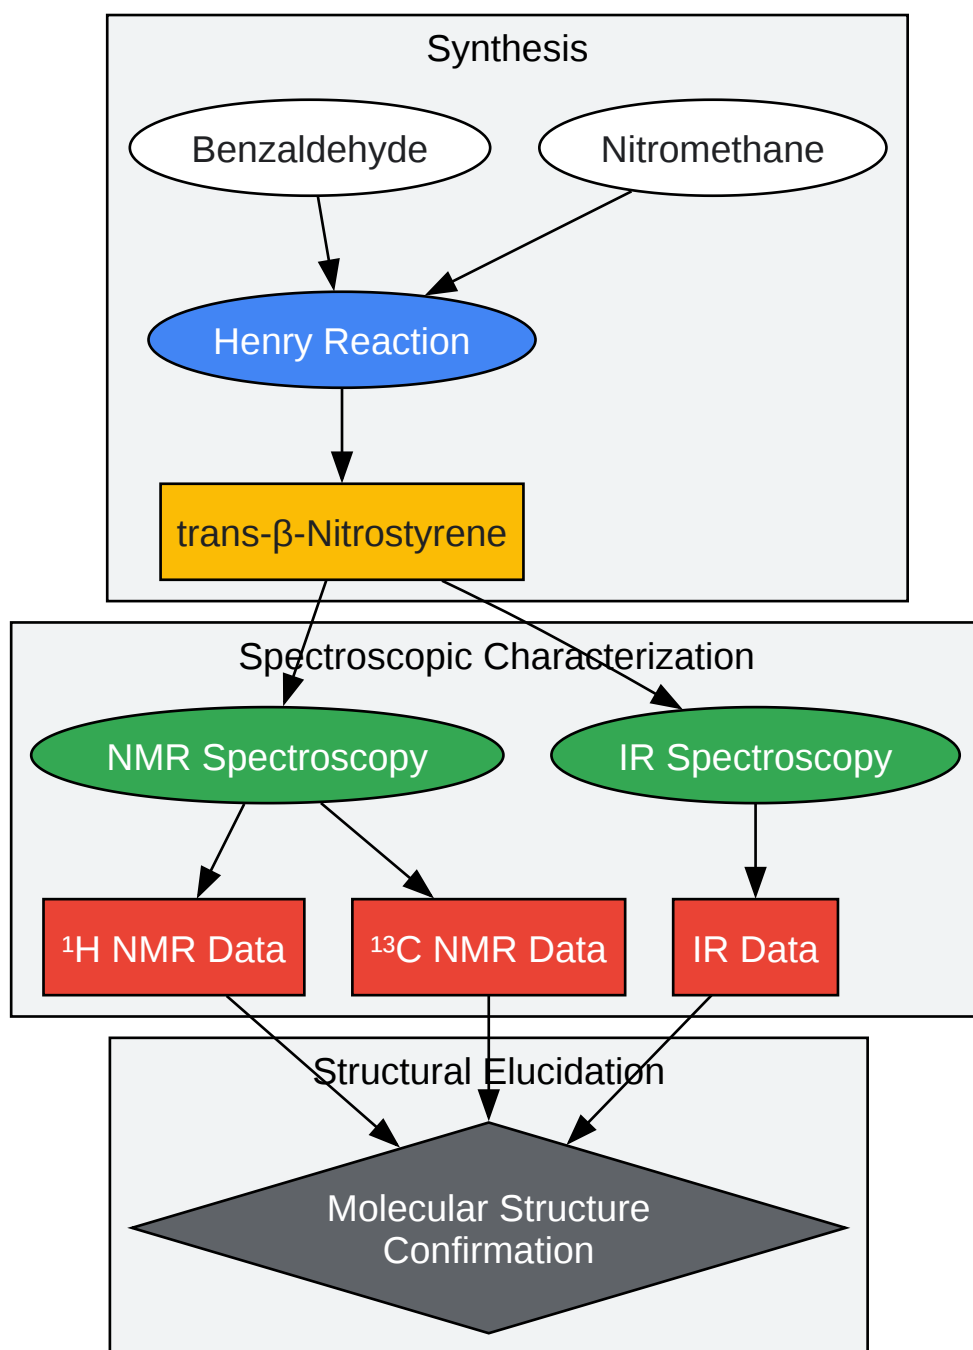 Synthesis
Benzaldehyde
Nitromethane
Henry Reaction
trans-β-Nitrostyrene
Spectroscopic Characterization
NMR Spectroscopy
IR Spectroscopy
¹H NMR Data
¹³C NMR Data
IR Data
Structural Elucidation
Molecular Structure
Confirmation